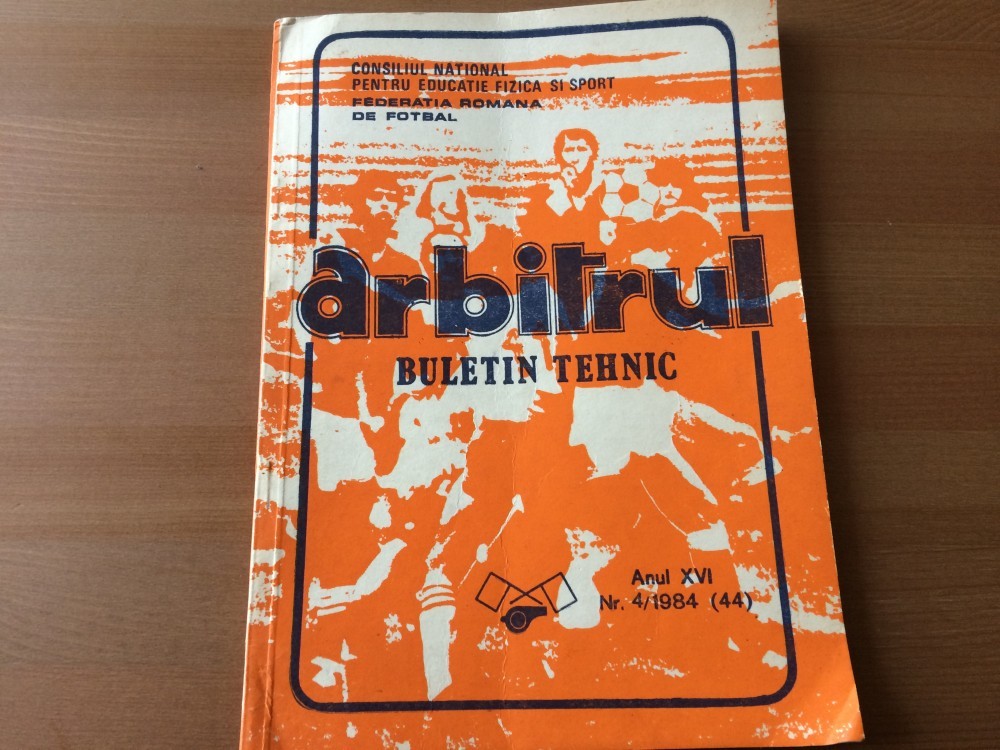 CONSILIUL NATIONAL
PENTRU EDUCATIE FIZICA SI SPORT
FEDERATIA ROMANA
DE FOTBAL
arbitrul
BULETIN TEHNIC
Anul XVI
Nr. 4/1984 (44)